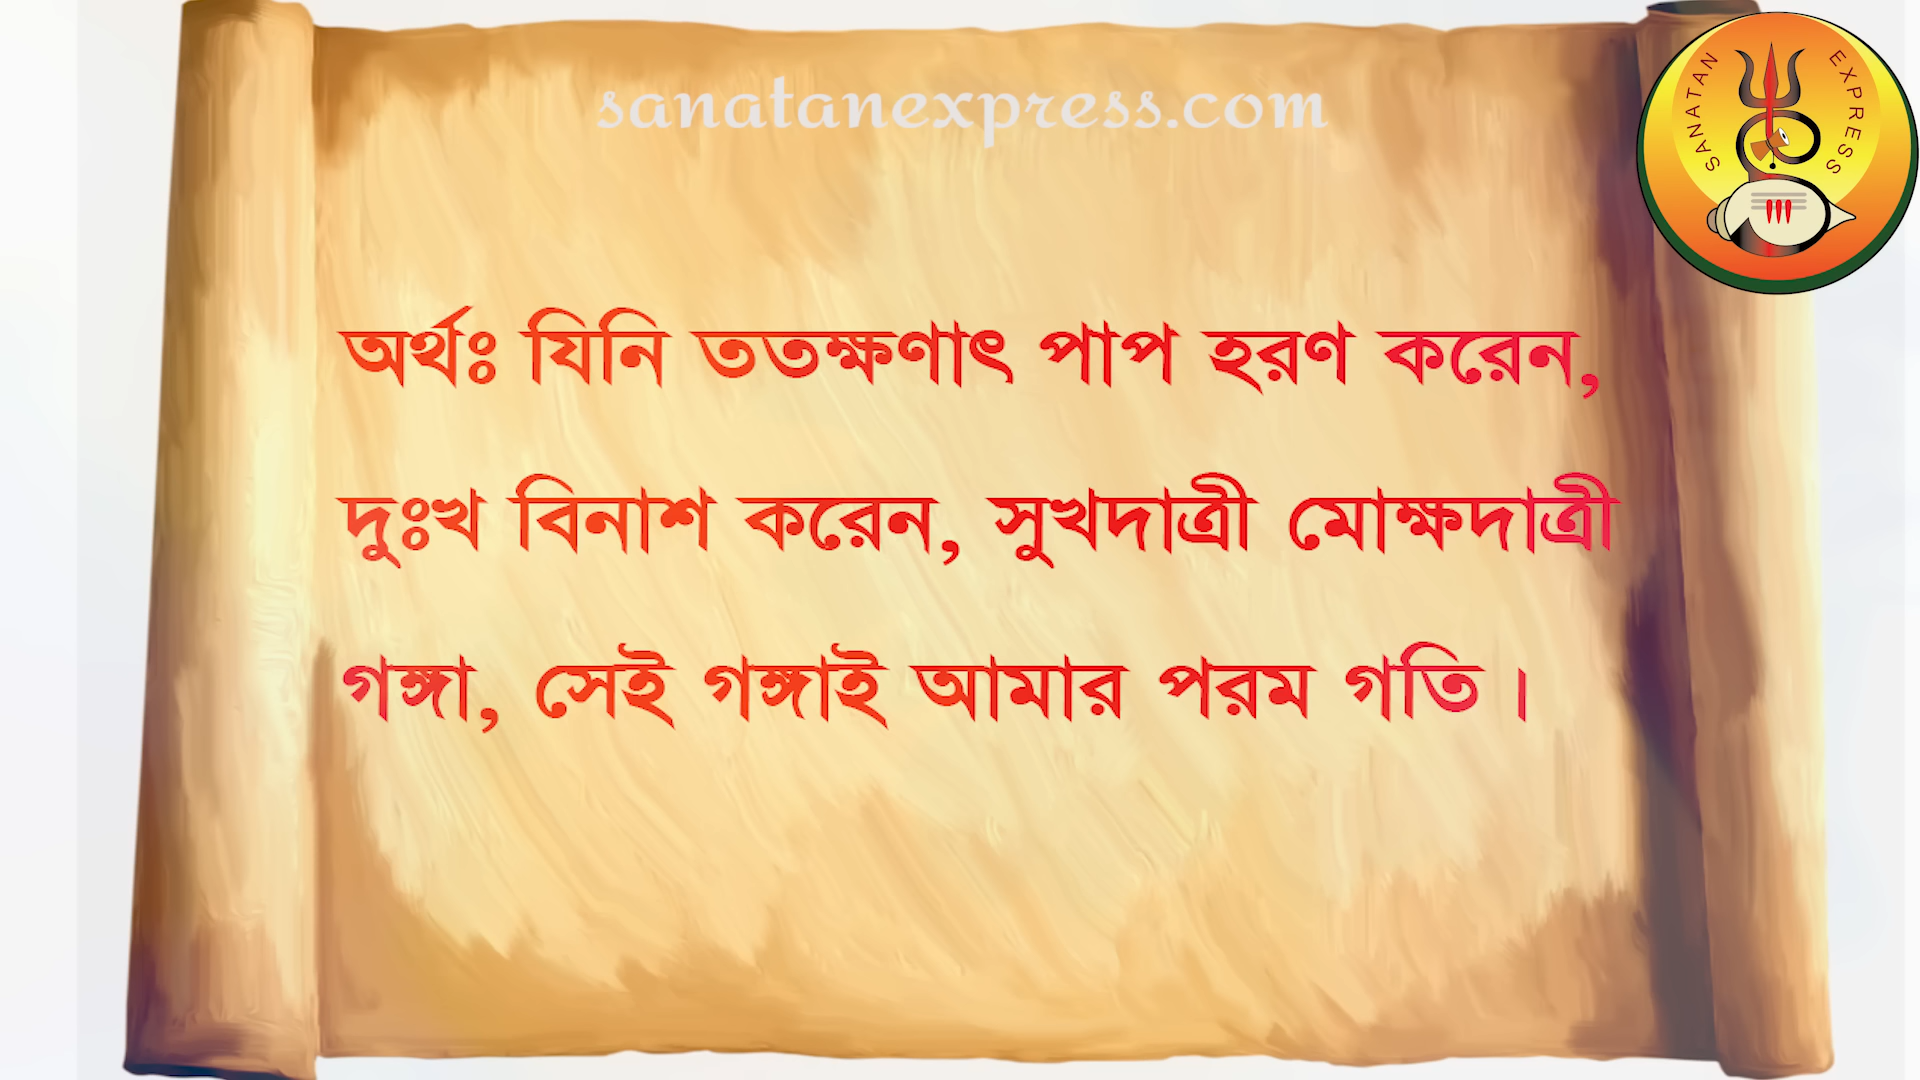 sanatanexpress.com
SANATAN EXPRESS
অর্থঃ যিনি ততক্ষণাৎ পাপ হরণ করেন,
দুঃখ বিনাশ করেন, সুখদাত্রী মোক্ষদাত্রী
গঙ্গা, সেই গঙ্গাই আমার পরম গতি।